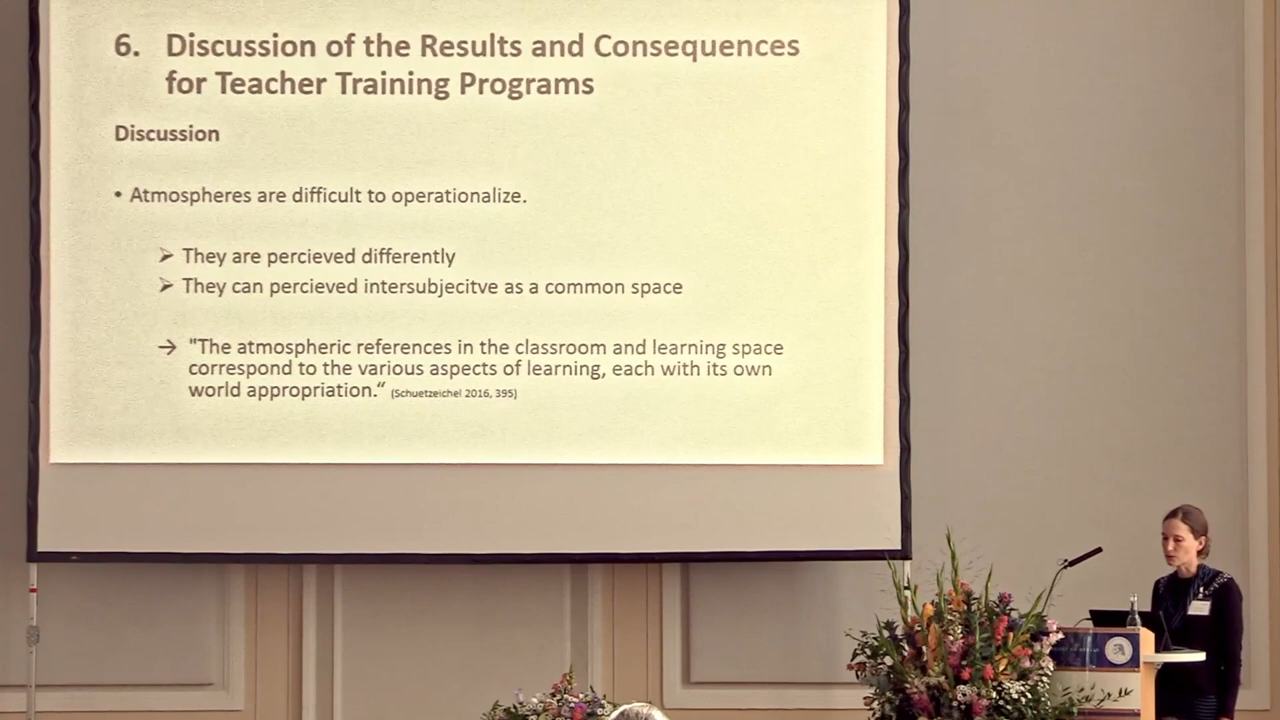 6. Discussion of the Results and Consequences
for Teacher Training Programs
Discussion
• Atmospheres are difficult to operationalize.
➢ They are percieved differently
➢ They can percieved intersubjecitve as a common space
→ "The atmospheric references in the classroom and learning space
correspond to the various aspects of learning, each with its own
world appropriation.“ (Schuetzeichel 2016, 395)